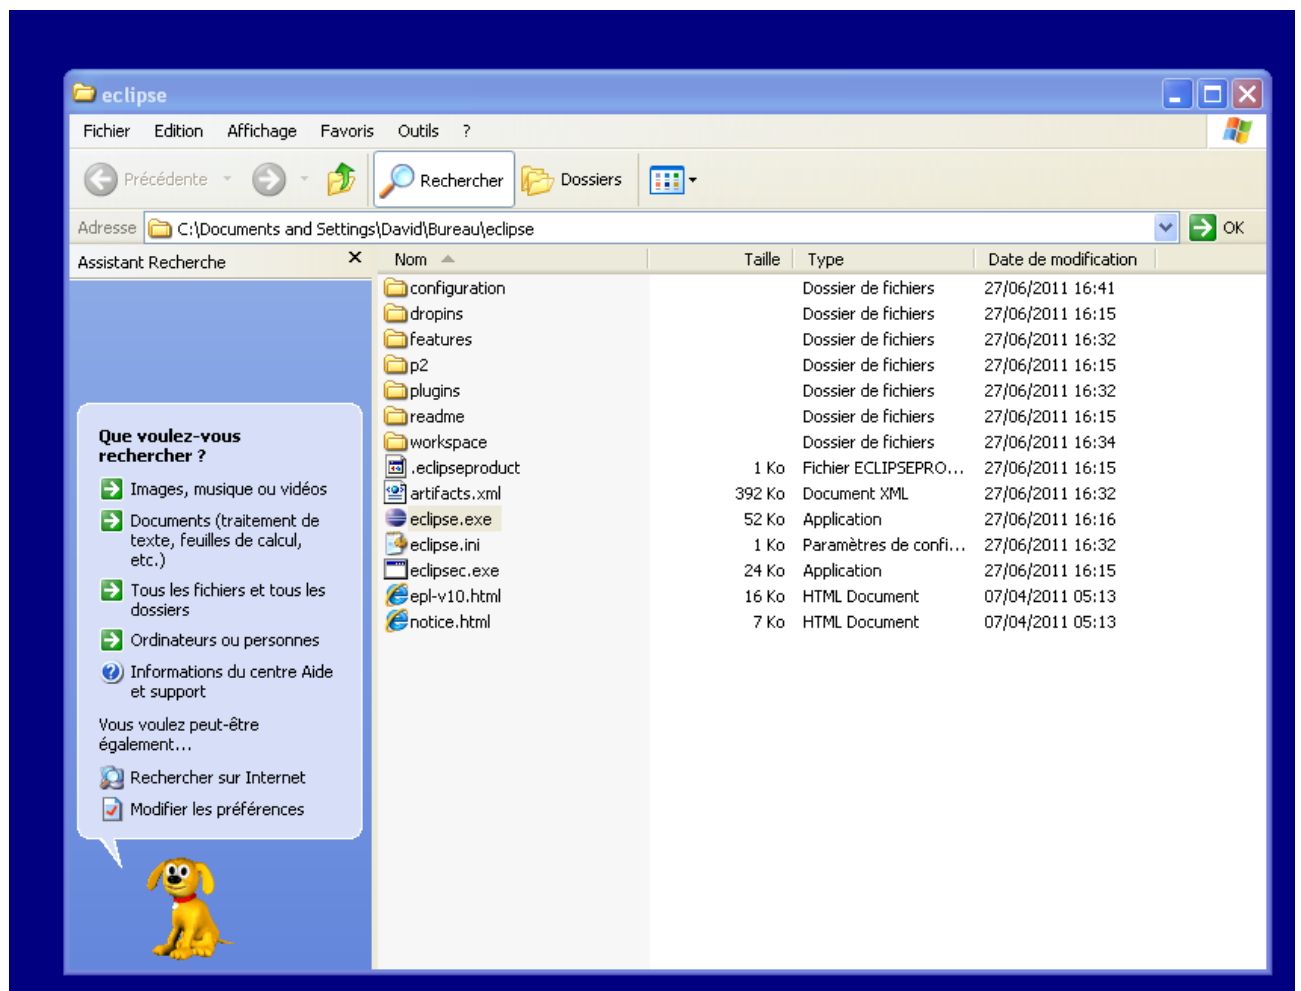 eclipse
Fichier Edition Affichage Favoris Outils ?
Précédente Rechercher Dossiers
Adresse C:\Documents and Settings\David\Bureau\eclipse OK
Assistant Recherche
Que voulez-vous
rechercher ?
Images, musique ou vidéos
Documents (traitement de
texte, feuilles de calcul,
etc.)
Tous les fichiers et tous les
dossiers
Ordinateurs ou personnes
Informations du centre Aide
et support
Vous voulez peut-être
également...
Rechercher sur Internet
Modifier les préférences
Nom Taille Type Date de modification
configuration Dossier de fichiers 27/06/2011 16:41
dropins Dossier de fichiers 27/06/2011 16:15
features Dossier de fichiers 27/06/2011 16:32
p2 Dossier de fichiers 27/06/2011 16:15
plugins Dossier de fichiers 27/06/2011 16:32
readme Dossier de fichiers 27/06/2011 16:15
workspace Dossier de fichiers 27/06/2011 16:34
.eclipseproduct 1 Ko Fichier ECLIPSEPRO... 27/06/2011 16:15
artifacts.xml 392 Ko Document XML 27/06/2011 16:32
eclipse.exe 52 Ko Application 27/06/2011 16:16
eclipse.ini 1 Ko Paramètres de confi... 27/06/2011 16:32
eclipsec.exe 24 Ko Application 27/06/2011 16:15
epl-v10.html 16 Ko HTML Document 07/04/2011 05:13
notice.html 7 Ko HTML Document 07/04/2011 05:13